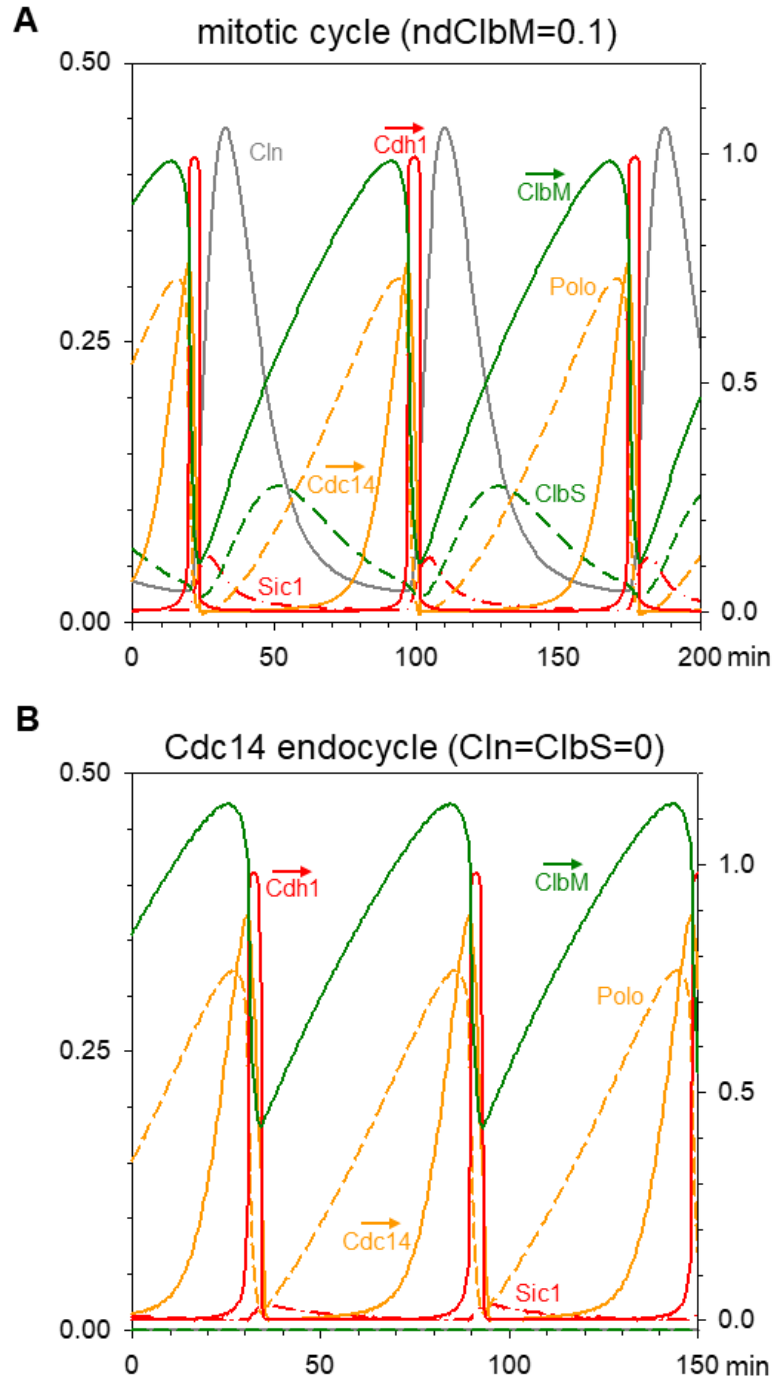 A
mitotic cycle (ndClbM=0.1)
0.50
Cln
Cdh1
1.0
ClbM
Polo
0.25
0.5
Cdc14
ClbS
Sic1
0.0
0.00
0 50 100 150 200 min
B
Cdc14 endocycle (Cln=ClbS=0)
0.50
Cdh1
ClbM
1.0
Polo
0.25
0.5
Cdc14
Sic1
0.0
0.00
0 50 100 150 min